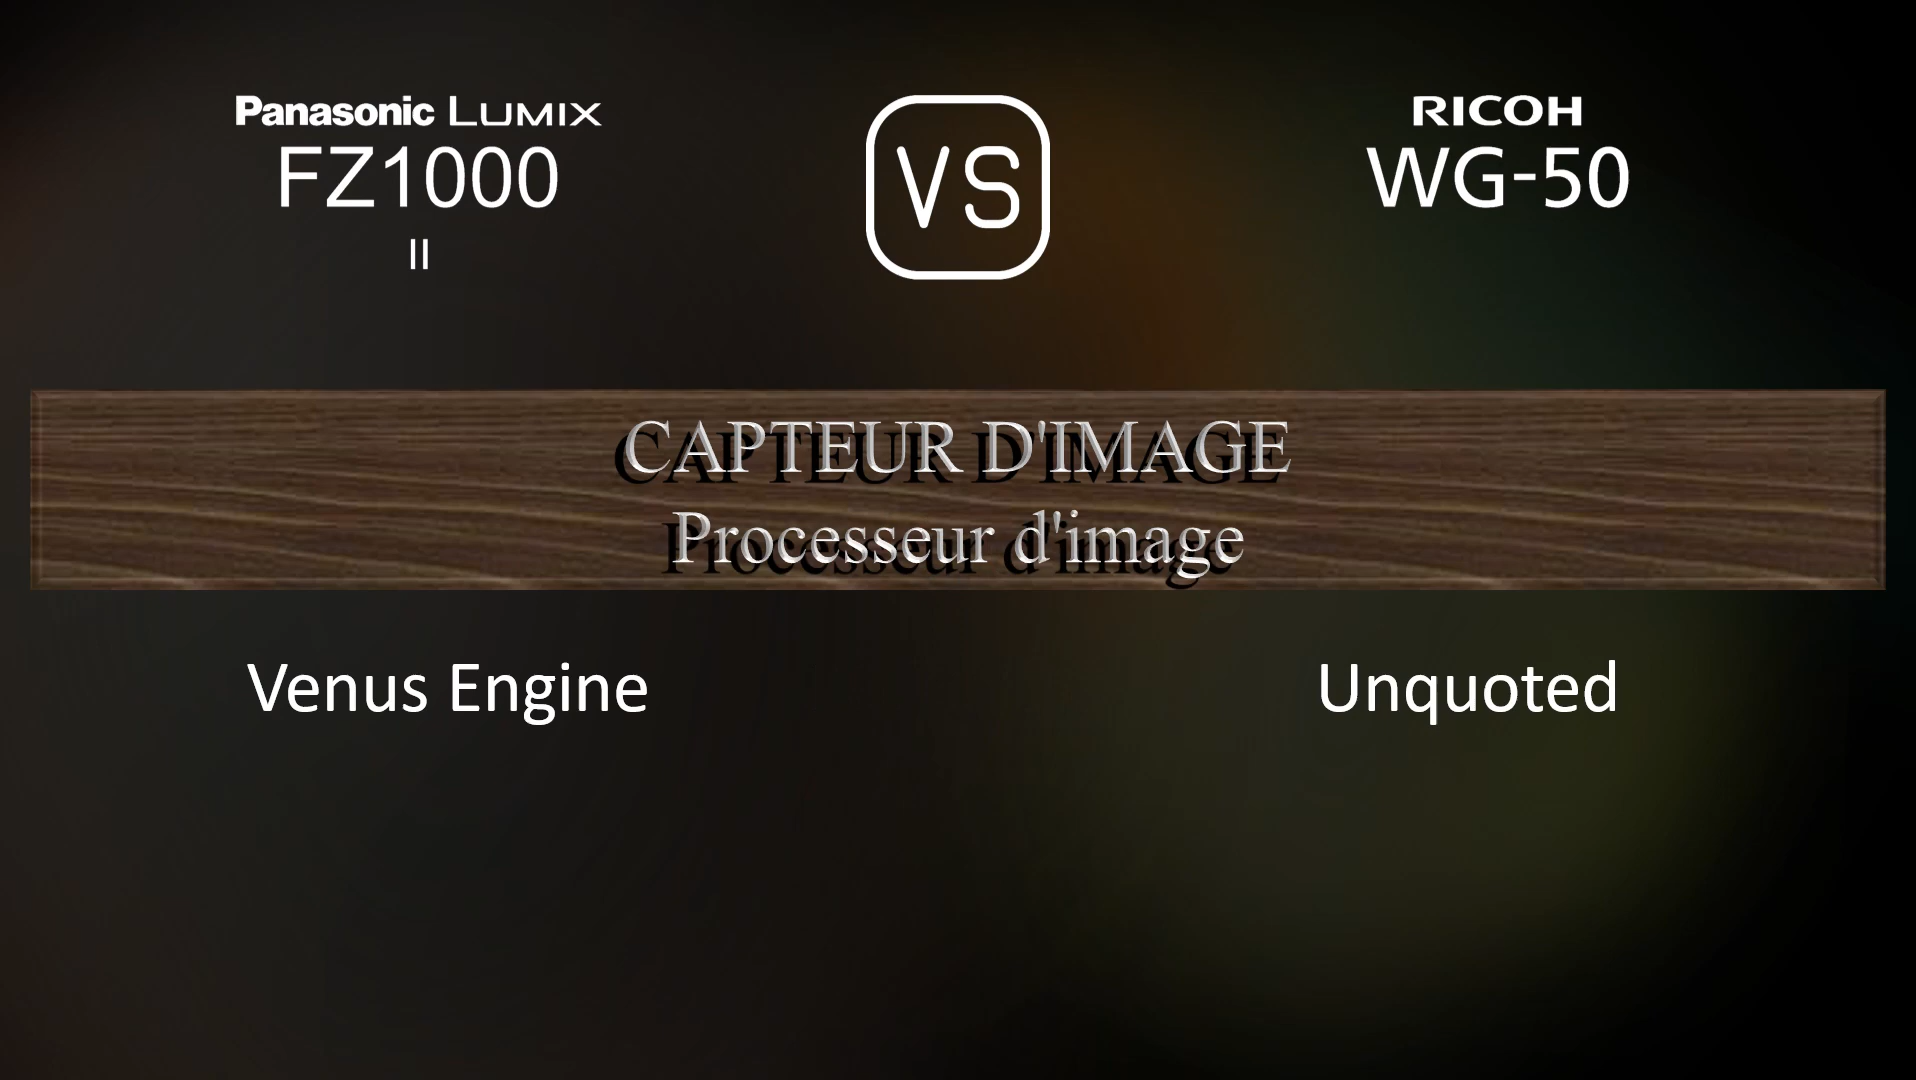 Panasonic LUMIX
FZ1000
II
VS
RICOH
WG-50
CAPTEUR D'IMAGE
Processeur d'image
Venus Engine
Unquoted